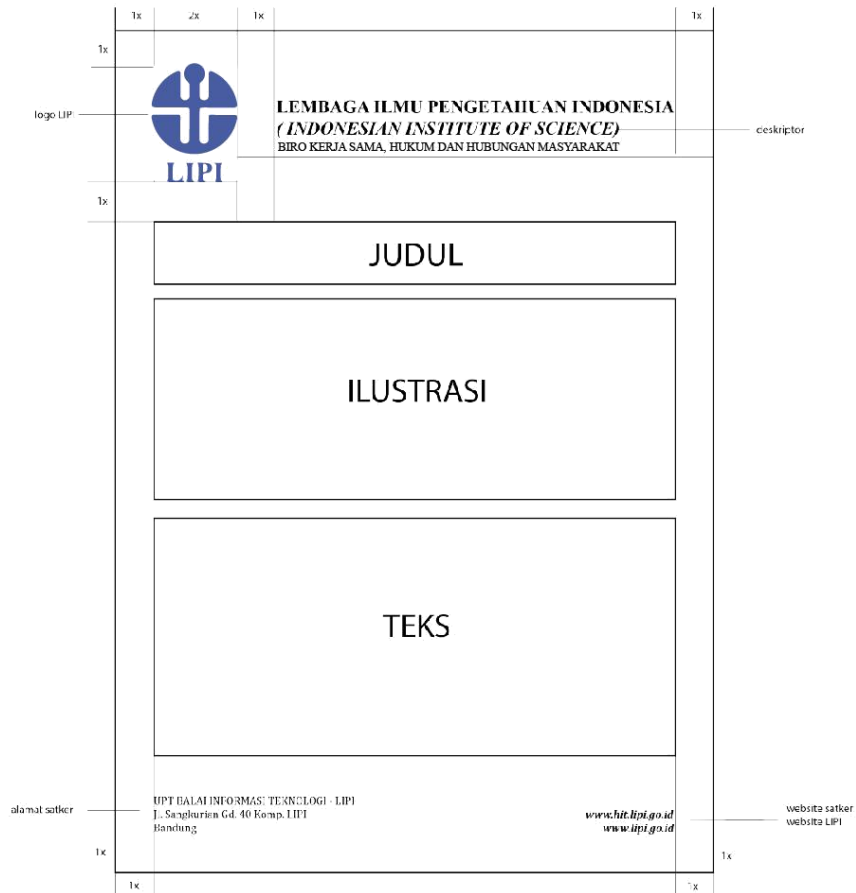 1x 2x 1x 1x
1x
logo LIPI
LIPI
LEMBAGA ILMU PENGETAHUAN INDONESIA
( INDONESIAN INSTITUTE OF SCIENCE)
BIRO KERJA SAMA, HUKUM DAN HUBUNGAN MASYARAKAT
deskriptor
1x
JUDUL
ILUSTRASI
TEKS
alamat satker
UPT BALAI INFORMASI TEKNOLOGI - LIPI
Jl. Sangkurian Gd. 40 Komp. LIPI
Bandung
www.bit.lipi.go.id
www.lipi.go.id
website satker
website LIPI
1x
1x
1x 1x